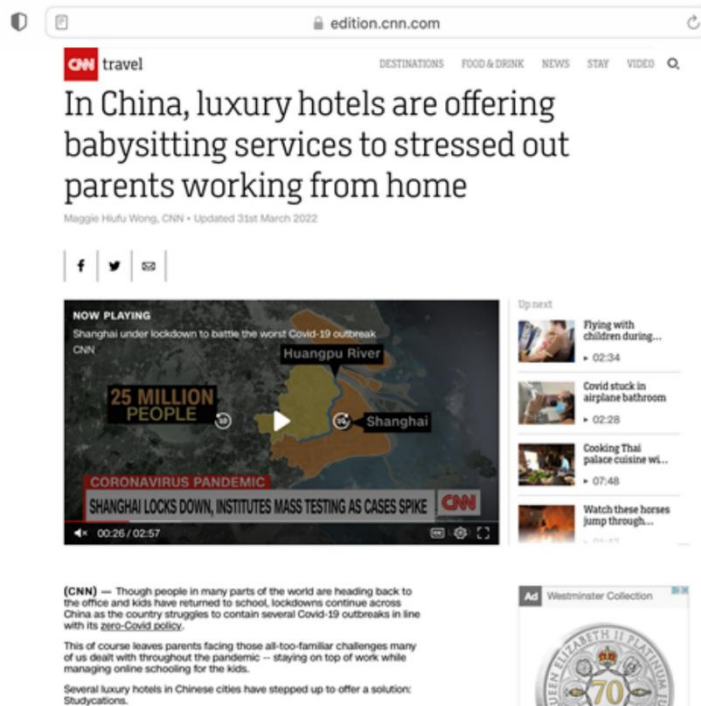 edition.cnn.com
CNN travel
DESTINATIONS FOOD & DRINK NEWS STAY VIDEO
In China, luxury hotels are offering
babysitting services to stressed out
parents working from home
Maggie Hiufu Wong, CNN • Updated 31st March 2022
NOW PLAYING
Shanghai under lockdown to battle the worst Covid-19 outbreak
CNN
Huangpu River
25 MILLION
PEOPLE
Shanghai
CORONAVIRUS PANDEMIC
SHANGHAI LOCKS DOWN, INSTITUTES MASS TESTING AS CASES SPIKE
CNN
00:26 / 02:57
Up next
Flying with
children during...
02:34
Covid stuck in
airplane bathroom
02:28
Cooking Thai
palace cuisine wi...
07:48
Watch these horses
jump through...
(CNN) — Though people in many parts of the world are heading back to
the office and kids have returned to school, lockdowns continue across
China as the country struggles to contain several Covid-19 outbreaks in line
with its zero-Covid policy.
This of course leaves parents facing those all-too-familiar challenges many
of us dealt with throughout the pandemic -- staying on top of work while
managing online schooling for the kids.
Several luxury hotels in Chinese cities have stepped up to offer a solution:
Studycations.
Ad Westminster Collection
QUEEN ELIZABETH II PLATINUM
70